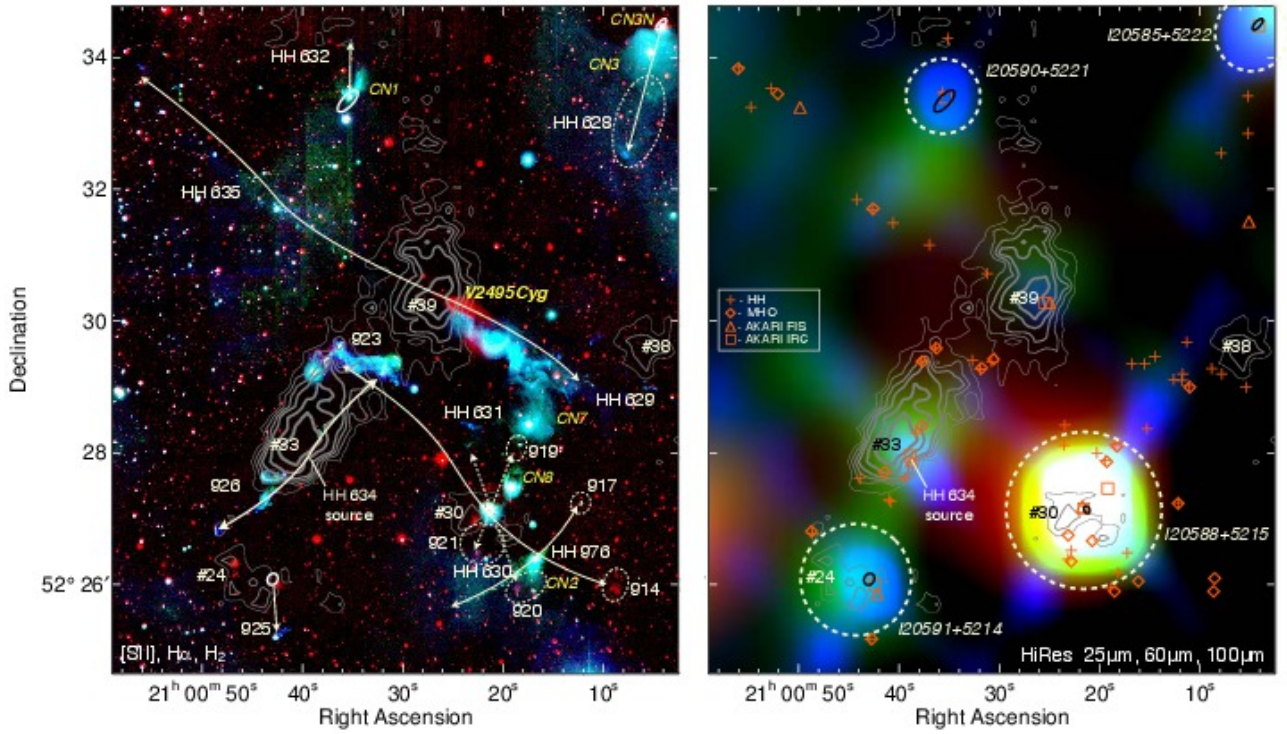 CN3N
34
HH 632
CN3
CN1
HH 628
32
HH 635
V2495Cyg
#39
30
923
#38
HH 629
HH 631
CN7
28
#33
919
CN8
926
917
HH 634
source
#30
921
HH 976
HH 630
CN2
#24
52° 26'
914
920
925
[SII], Hα, H₂
21ʰ 00ᵐ 50ˢ
40ˢ
30ˢ
20ˢ
10ˢ
Right Ascension
Declination
I20585+5222
I20590+5221
#39
+ - HH
◇ - MHO
△ - AKARI FIS
□ - AKARI IRC
#38
#33
HH 634
source
#30
I20588+5215
#24
I20591+5214
HiRes 25μm, 60μm, 100μm
21ʰ 00ᵐ 50ˢ
40ˢ
30ˢ
20ˢ
10ˢ
Right Ascension